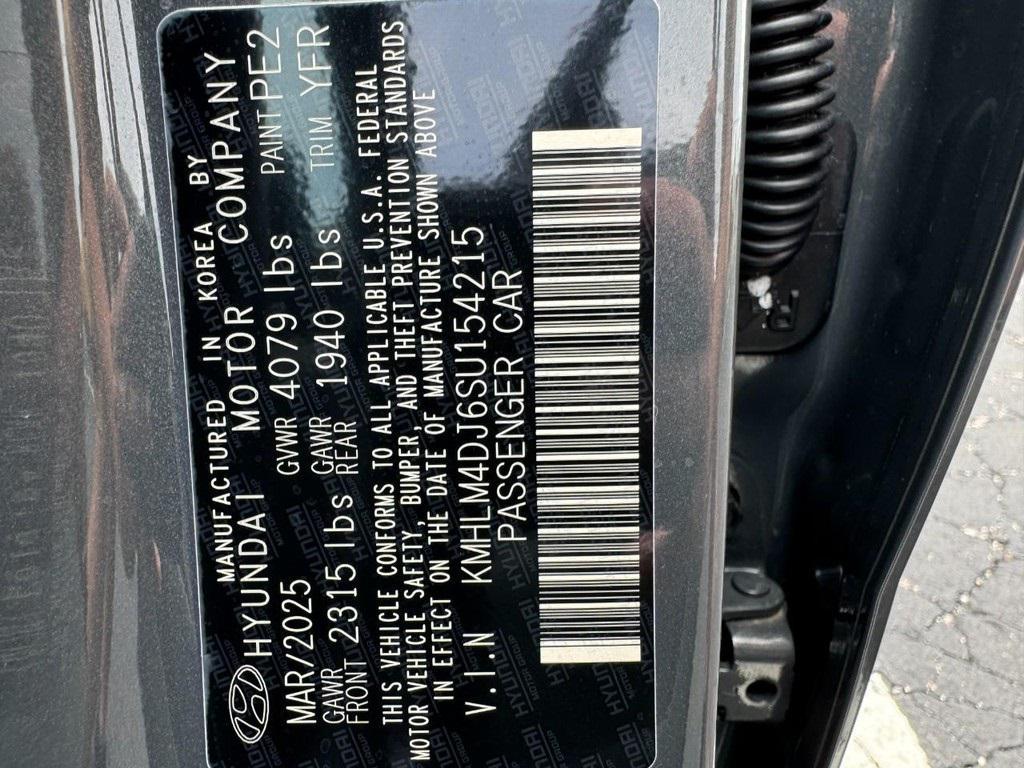 MANUFACTURED IN KOREA BY
HYUNDAI MOTOR COMPANY
MAR/2025 GVWR 4079 lbs PAINT PE2
GAWR FRONT 2315 lbs GAWR REAR 1940 lbs TRIM YFR
THIS VEHICLE CONFORMS TO ALL APPLICABLE U.S.A. FEDERAL
MOTOR VEHICLE SAFETY, BUMPER, AND THEFT PREVENTION STANDARDS
IN EFFECT ON THE DATE OF MANUFACTURE SHOWN ABOVE
V.I.N KMHLM4DJ6SU154215
PASSENGER CAR